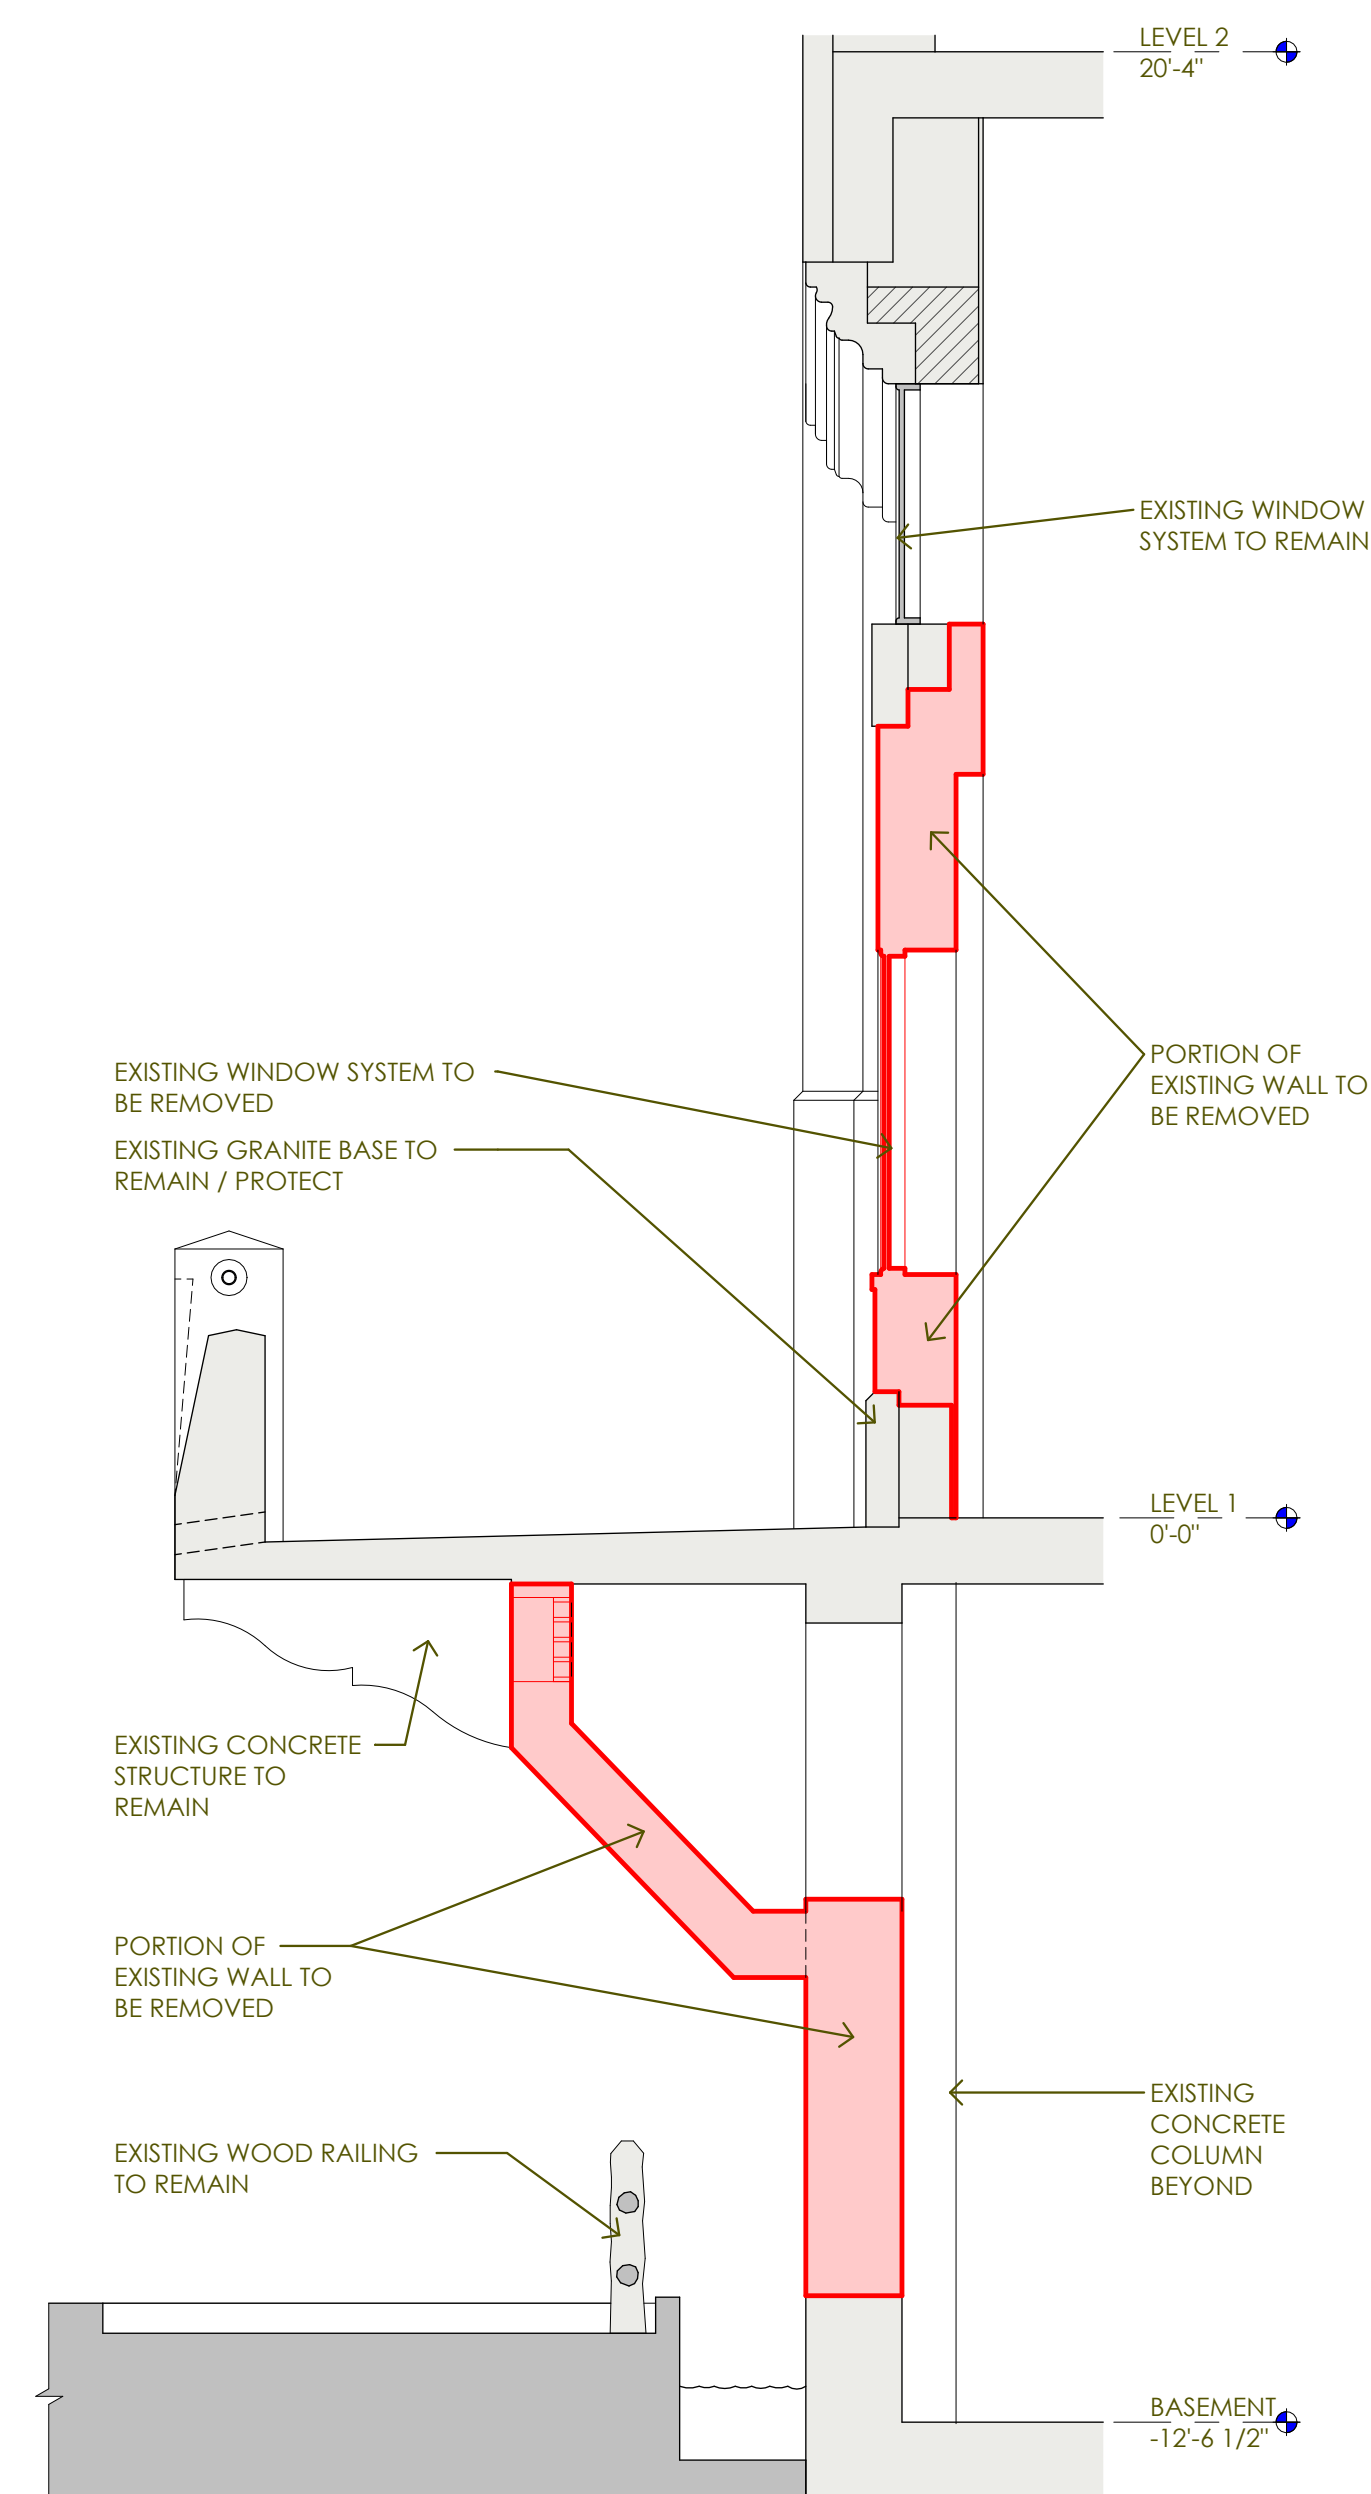 LEVEL 2
20'-4"
EXISTING WINDOW
SYSTEM TO REMAIN
EXISTING WINDOW SYSTEM TO
BE REMOVED
EXISTING GRANITE BASE TO
REMAIN / PROTECT
PORTION OF
EXISTING WALL TO
BE REMOVED
LEVEL 1
0'-0"
EXISTING CONCRETE
STRUCTURE TO
REMAIN
PORTION OF
EXISTING WALL TO
BE REMOVED
EXISTING WOOD RAILING
TO REMAIN
EXISTING
CONCRETE
COLUMN
BEYOND
BASEMENT
-12'-6 1/2"